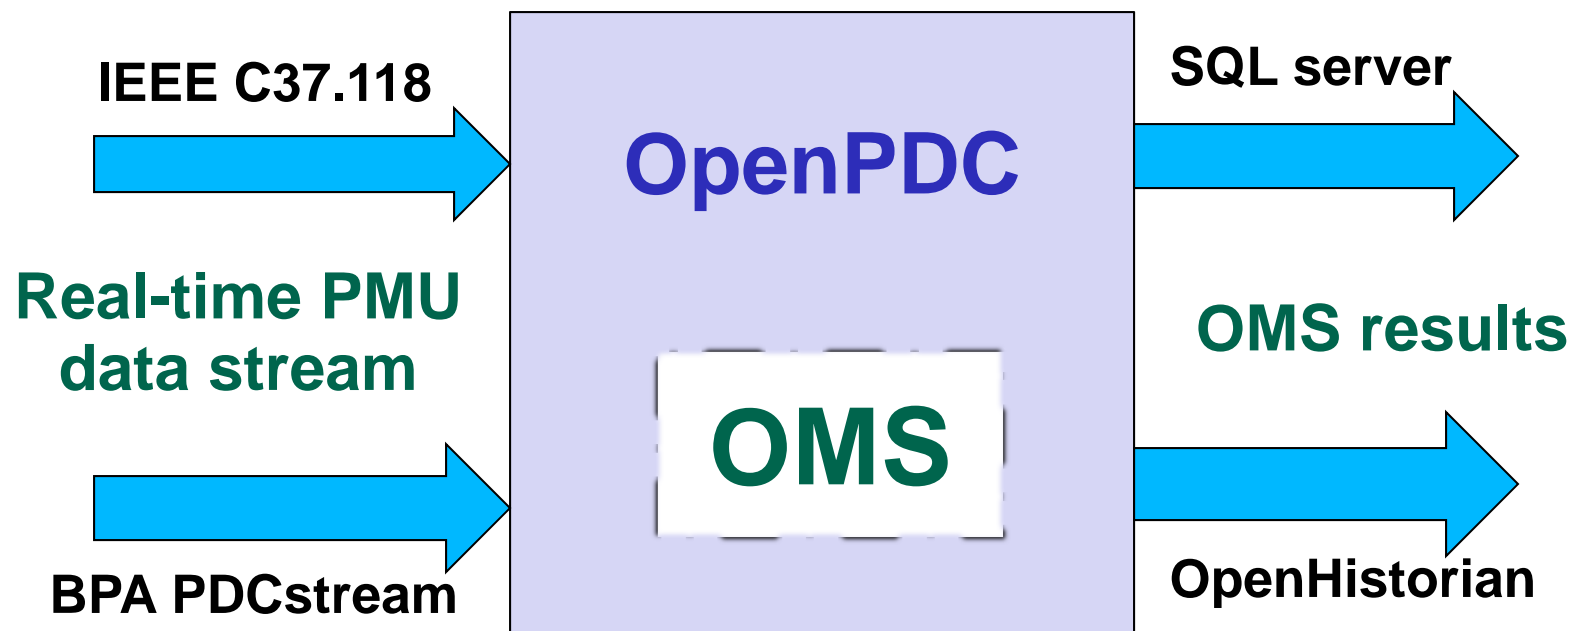 IEEE C37.118
Real-time PMU
data stream
BPA PDCstream
OpenPDC
OMS
SQL server
OMS results
OpenHistorian